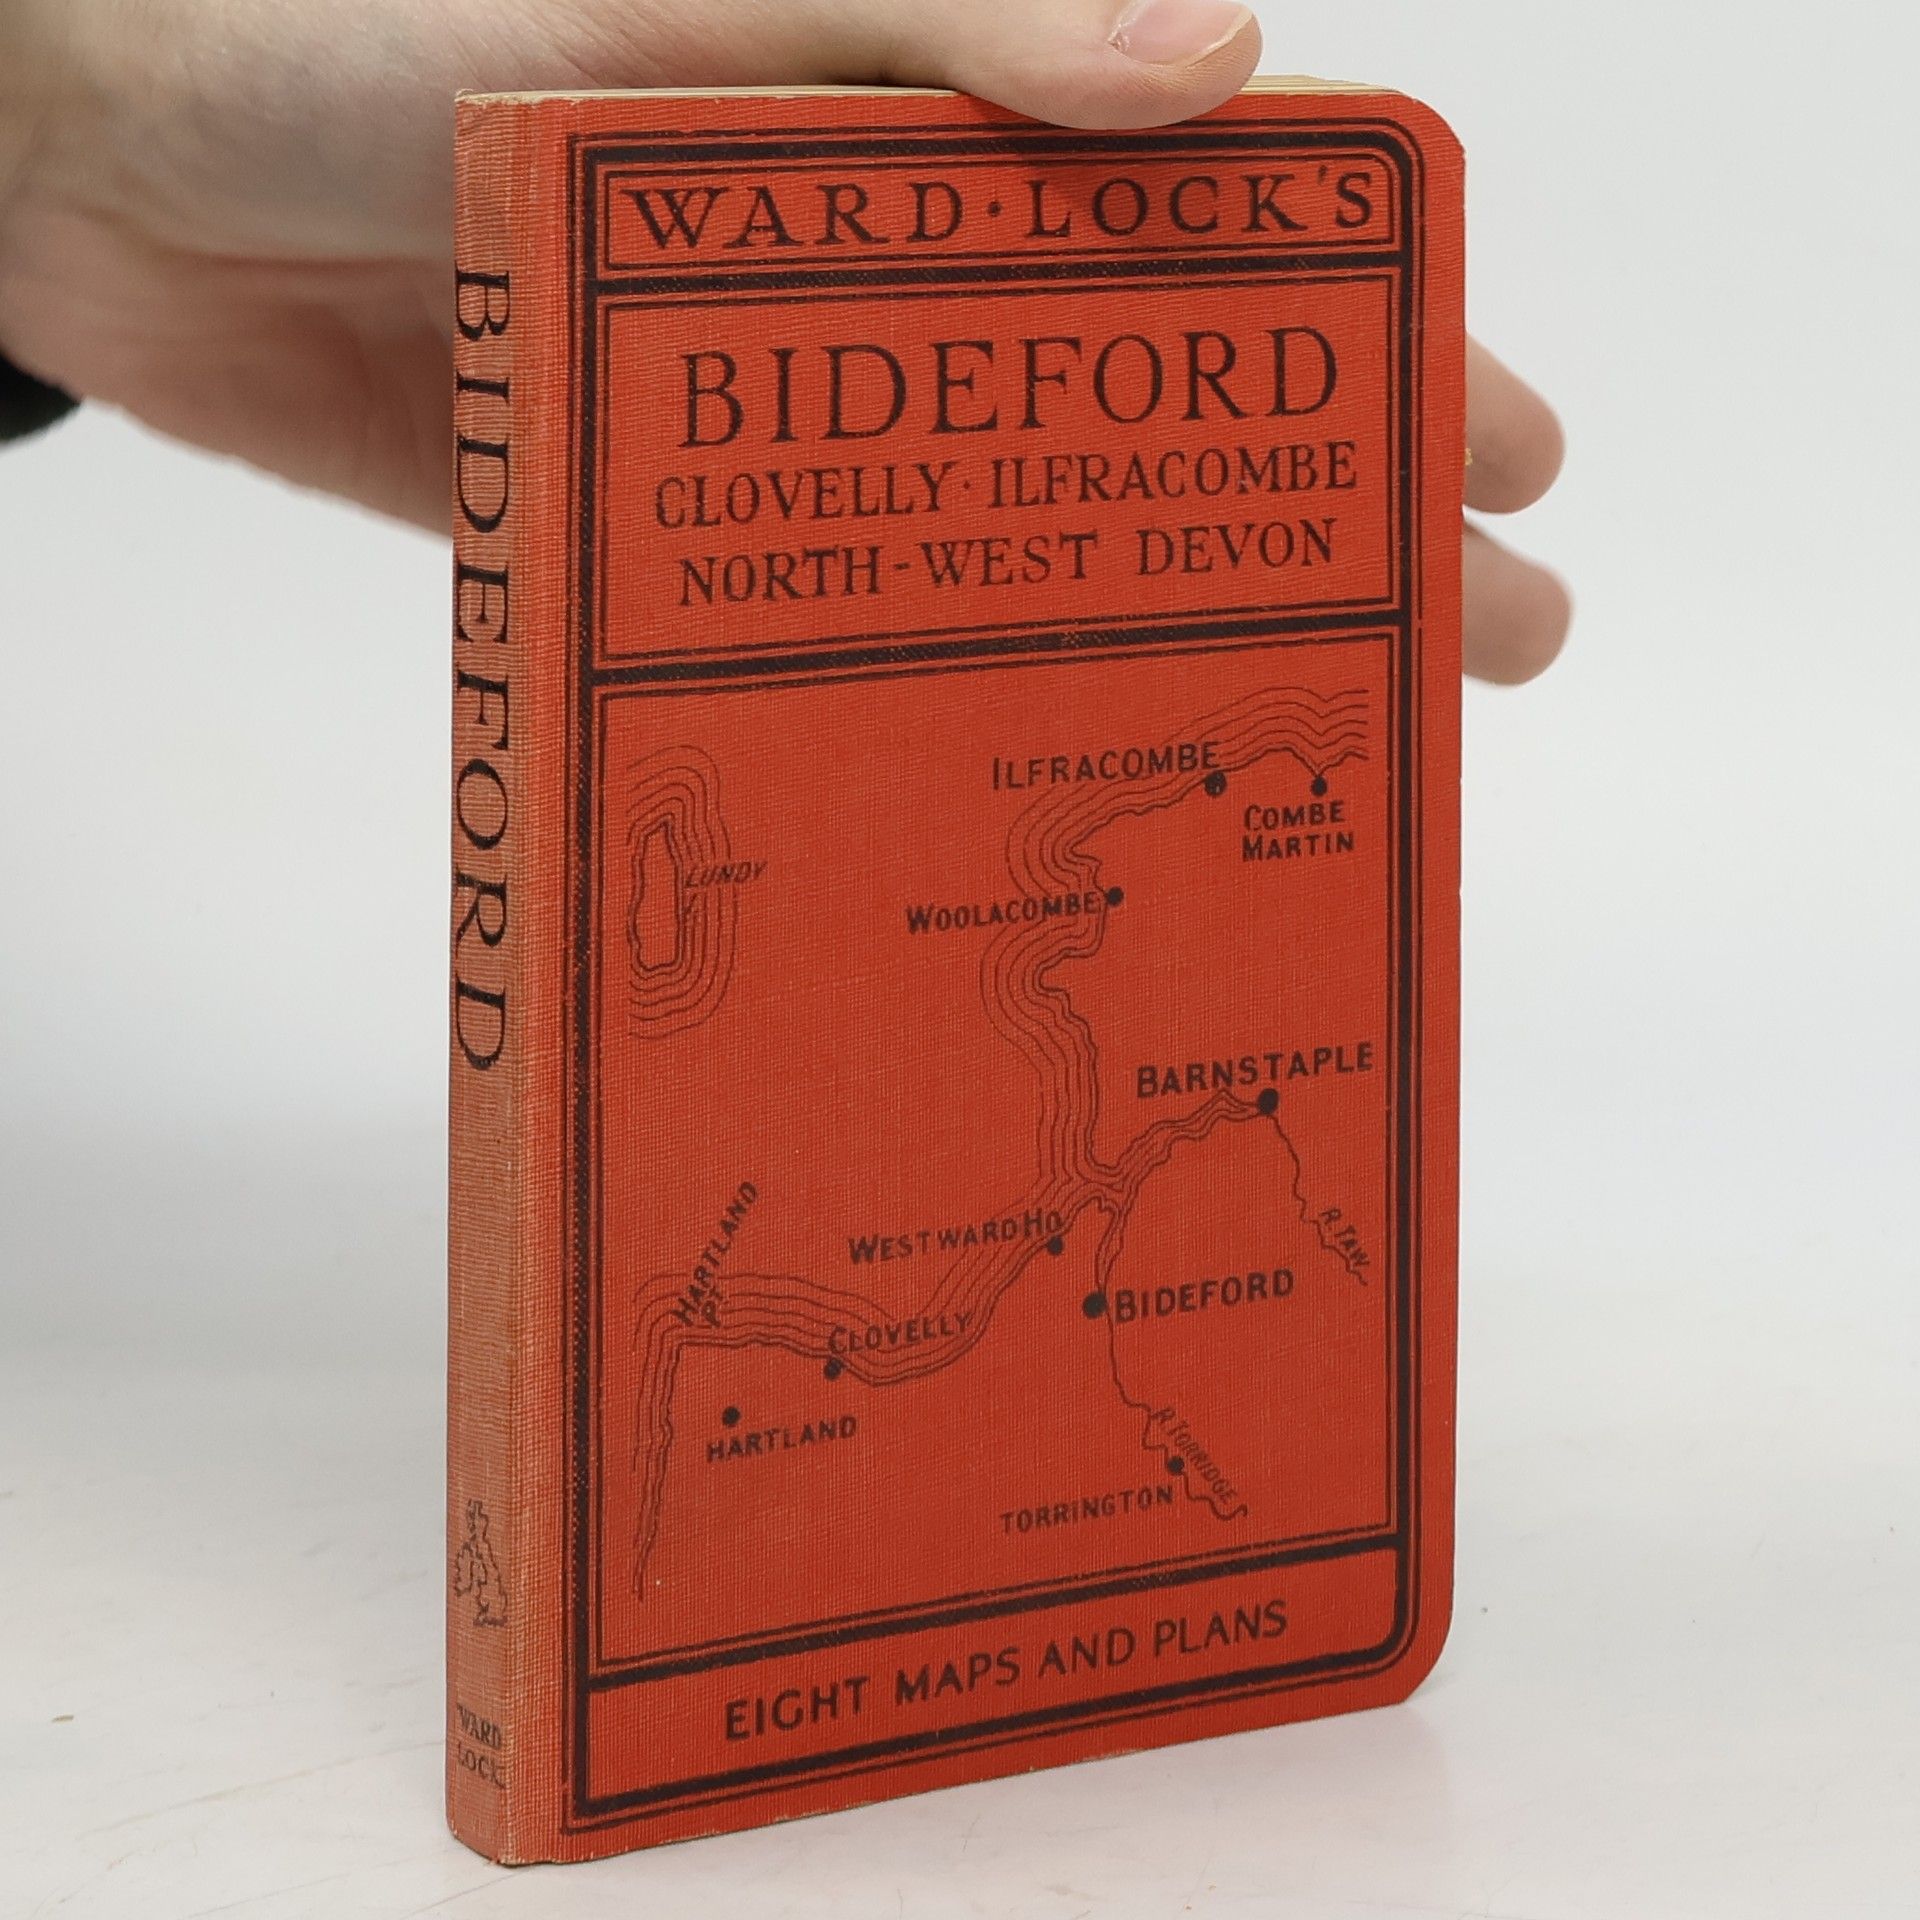 WARD·LOCK'S
BIDEFORD
CLOVELLY·ILFRACOMBE
NORTH-WEST DEVON
ILFRACOMBE
COMBE
MARTIN
LUNDY
WOOLACOMBE
BARNSTAPLE
R. TAW
HARTLAND
PT
WESTWARD HO
BIDEFORD
CLOVELLY
HARTLAND
R. TORRIDGE
TORRINGTON
EIGHT MAPS AND PLANS
BIDEFORD
WARD
LOCK